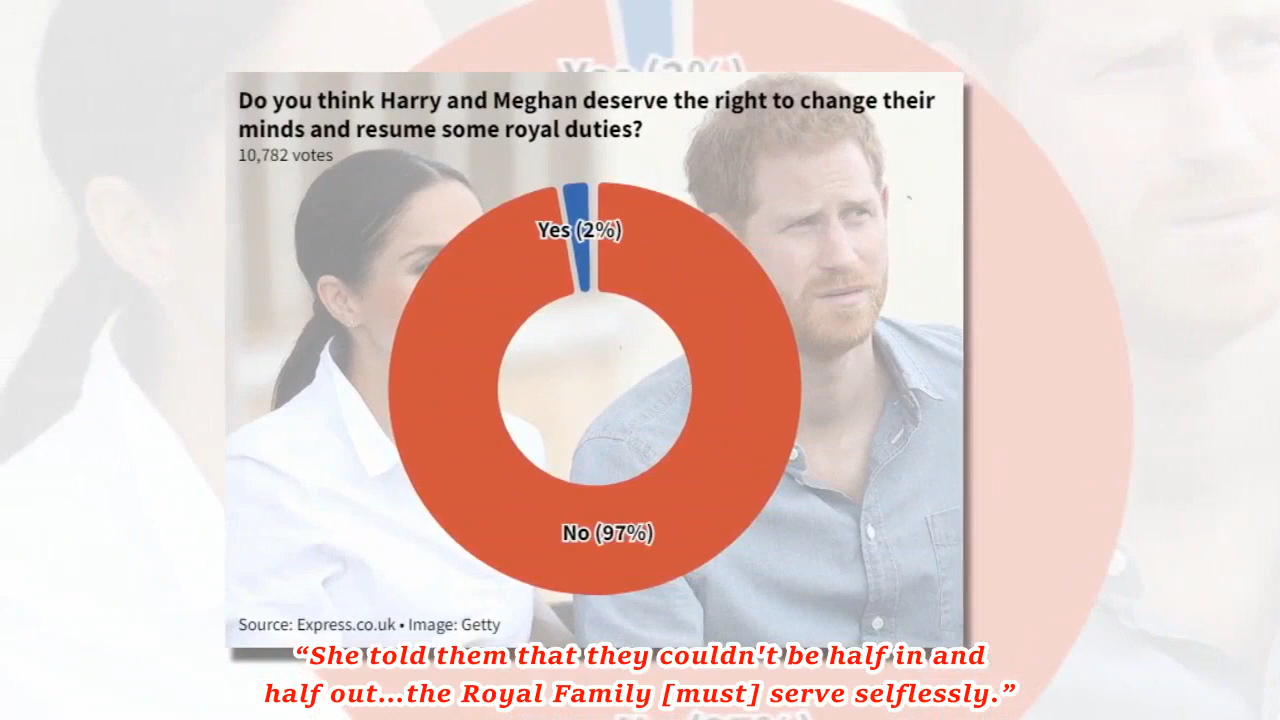 Do you think Harry and Meghan deserve the right to change their
minds and resume some royal duties?
10,782 votes
Yes (2%)
No (97%)
Source: Express.co.uk • Image: Getty
“She told them that they couldn't be half in and
half out...the Royal Family [must] serve selflessly.”